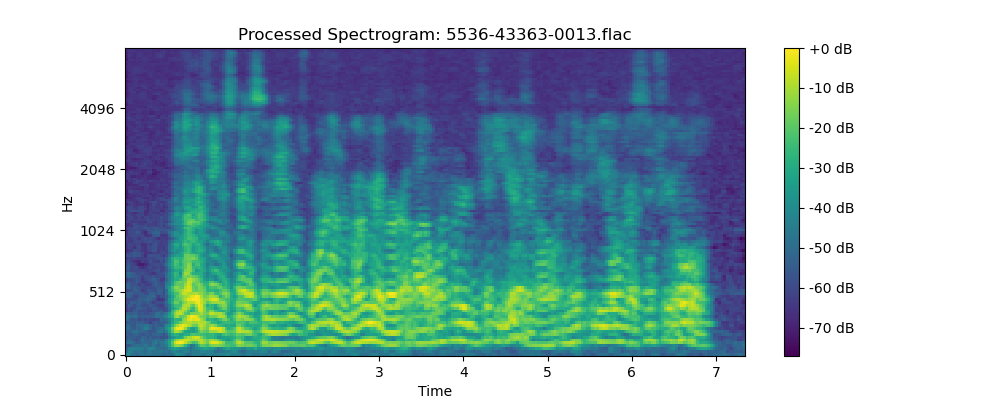 Processed Spectrogram: 5536-43363-0013.flac
Hz
4096
2048
1024
512
0
0 1 2 3 4 5 6 7
Time
+0 dB
-10 dB
-20 dB
-30 dB
-40 dB
-50 dB
-60 dB
-70 dB